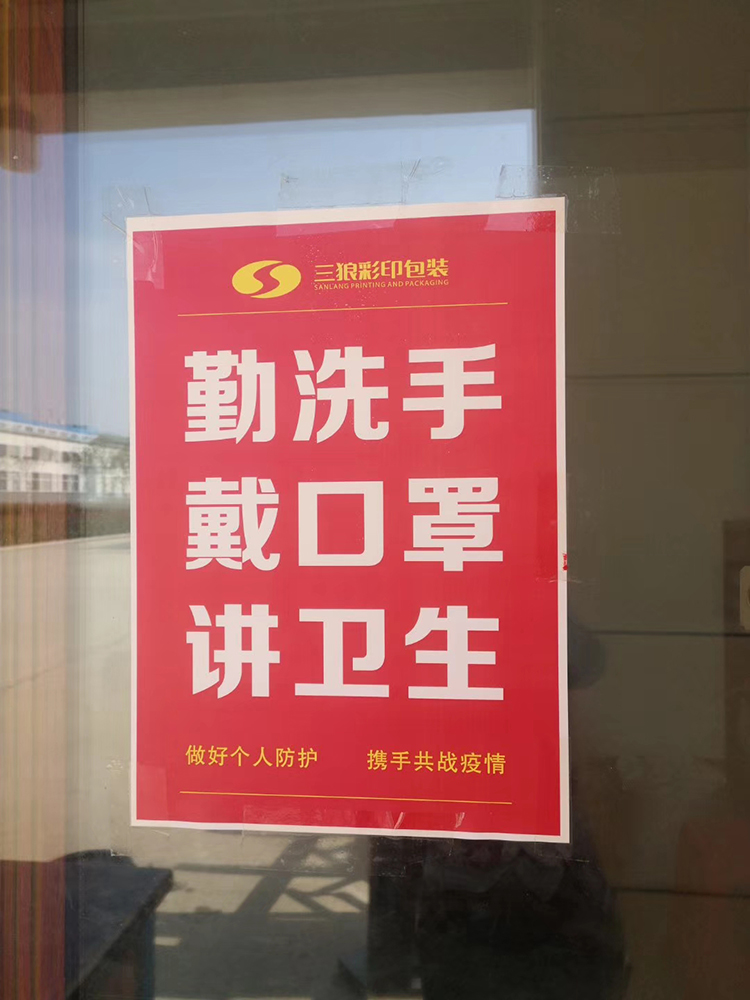 三狼彩印包装
SANLANG PRINTING AND PACKAGING
勤洗手
戴口罩
讲卫生
做好个人防护 携手共战疫情